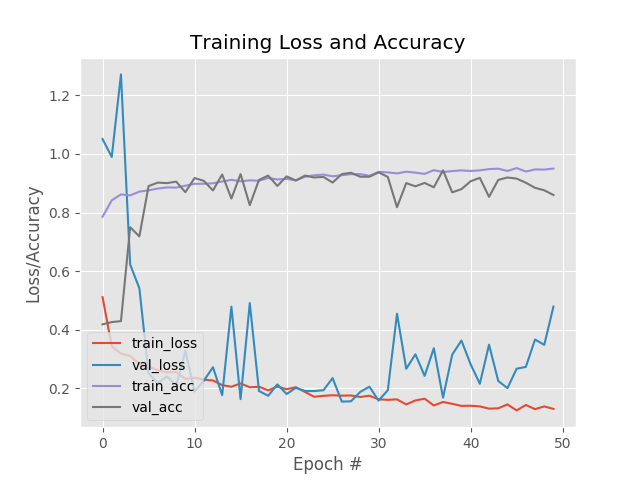 Training Loss and Accuracy
Loss/Accuracy
1.2
1.0
0.8
0.6
0.4
0.2
train_loss
val_loss
train_acc
val_acc
0 10 20 30 40 50
Epoch #